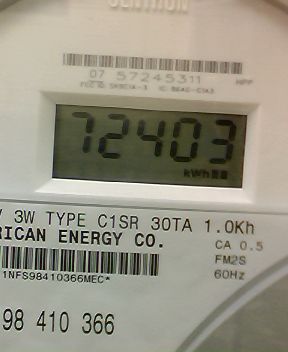 CENTRON
07 57245311
72403
kWh
V 3W TYPE C1SR 30TA 1.0Kh
RICAN ENERGY CO.
CA 0.5
FM2S
60Hz
1NFS98410366MEC*
98 410 366